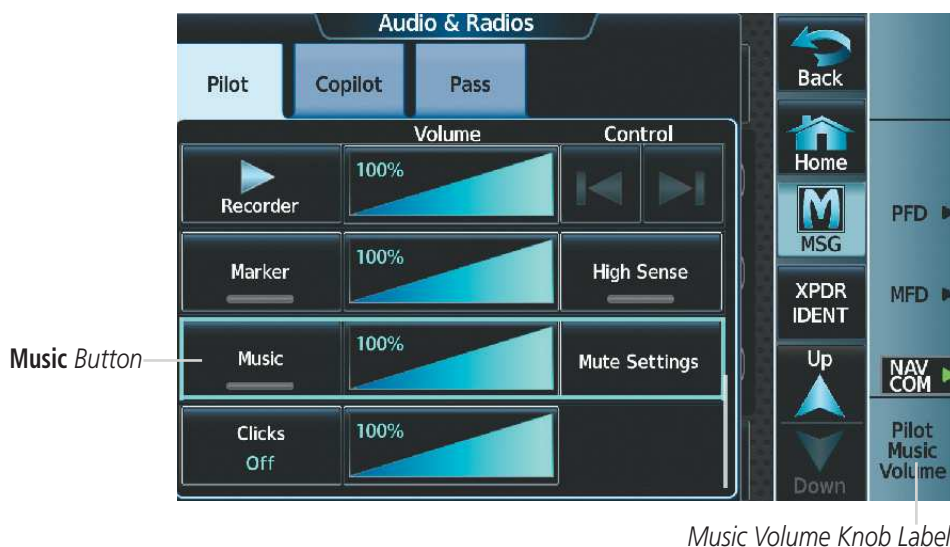 Audio & Radios
Pilot
Copilot
Pass
Volume
Control
Recorder
100%
Marker
100%
High Sense
Music
100%
Mute Settings
Clicks
Off
100%
Back
Home
MSG
XPDR
IDENT
Up
Down
PFD
MFD
NAV
COM
Pilot
Music
Volume
Music Button
Music Volume Knob Label